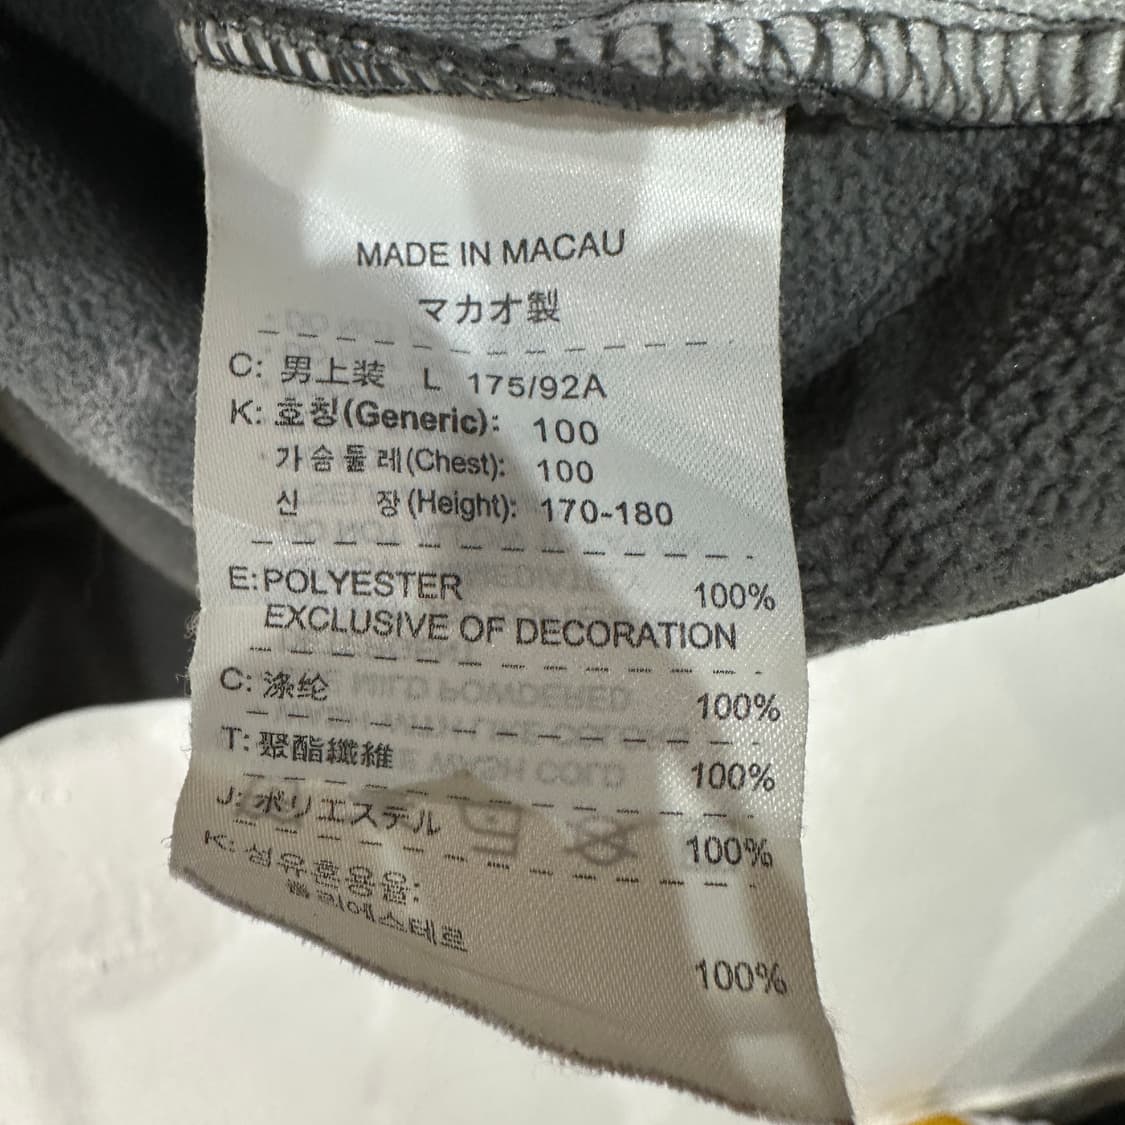 MADE IN MACAU
マカオ製
C: 男上装 L 175/92A
K: 호칭(Generic): 100
가슴둘레(Chest): 100
신 장(Height): 170-180
E:POLYESTER 100%
EXCLUSIVE OF DECORATION
C: 涤纶 100%
T: 聚酯纖維 100%
J: ポリエステル 100%
K: 섬유혼용율:
폴리에스테르
100%